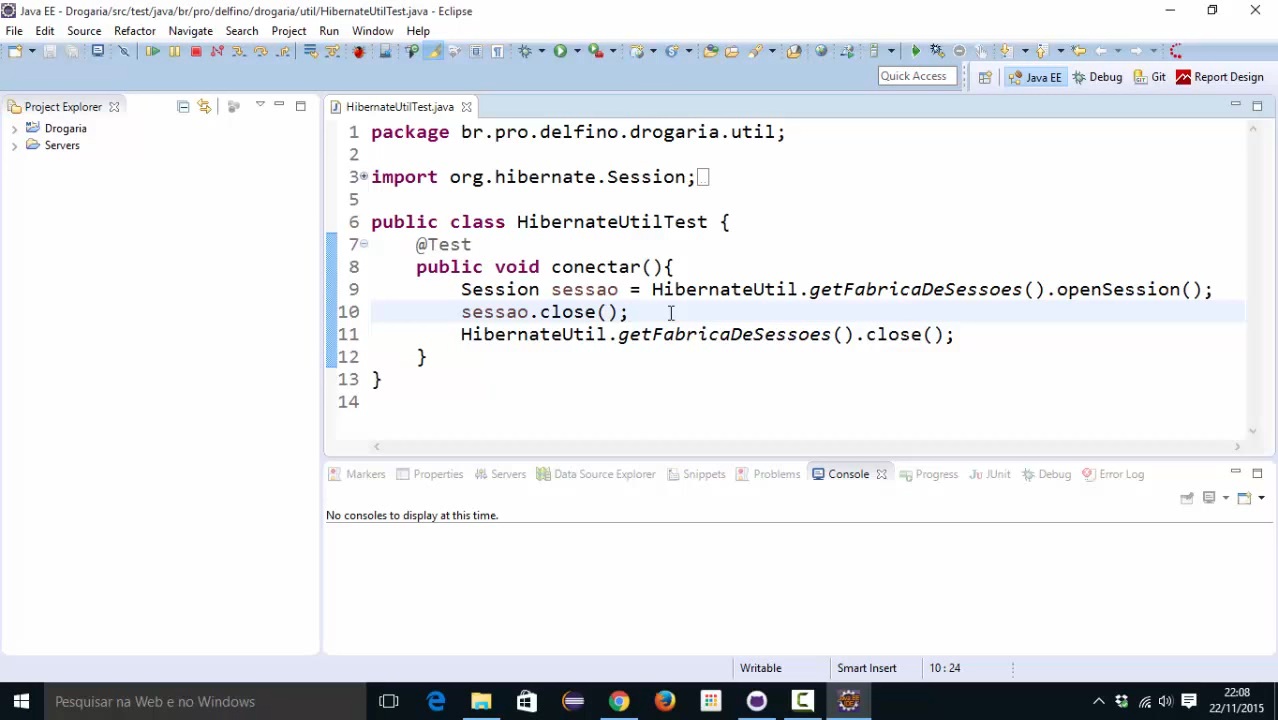 Java EE - Drogaria/src/test/java/br/pro/delfino/drogaria/util/HibernateUtilTest.java - Eclipse
File Edit Source Refactor Navigate Search Project Run Window Help
Quick Access
Java EE
Debug
Git
Report Design
Project Explorer
Drogaria
Servers
HibernateUtilTest.java
1 package br.pro.delfino.drogaria.util;
2
3 import org.hibernate.Session;
5
6 public class HibernateUtilTest {
7 @Test
8 public void conectar(){
9 Session sessao = HibernateUtil.getFabricaDeSessoes().openSession();
10 sessao.close();
11 HibernateUtil.getFabricaDeSessoes().close();
12 }
13 }
14
Markers Properties Servers Data Source Explorer Snippets Problems Console Progress JUnit Debug Error Log
No consoles to display at this time.
Writable Smart Insert 10 : 24
Pesquisar na Web e no Windows
22:08
22/11/2015